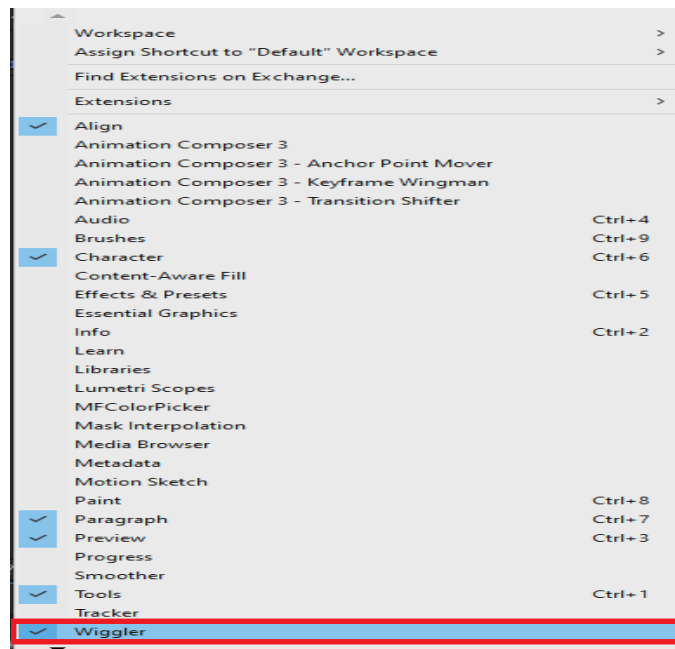 Workspace >
Assign Shortcut to “Default” Workspace >
Find Extensions on Exchange...
Extensions >
Align
Animation Composer 3
Animation Composer 3 - Anchor Point Mover
Animation Composer 3 - Keyframe Wingman
Animation Composer 3 - Transition Shifter
Audio Ctrl+4
Brushes Ctrl+9
Character Ctrl+6
Content-Aware Fill
Effects & Presets Ctrl+5
Essential Graphics
Info Ctrl+2
Learn
Libraries
Lumetri Scopes
MFColorPicker
Mask Interpolation
Media Browser
Metadata
Motion Sketch
Paint Ctrl+8
Paragraph Ctrl+7
Preview Ctrl+3
Progress
Smoother
Tools Ctrl+1
Tracker
Wiggler